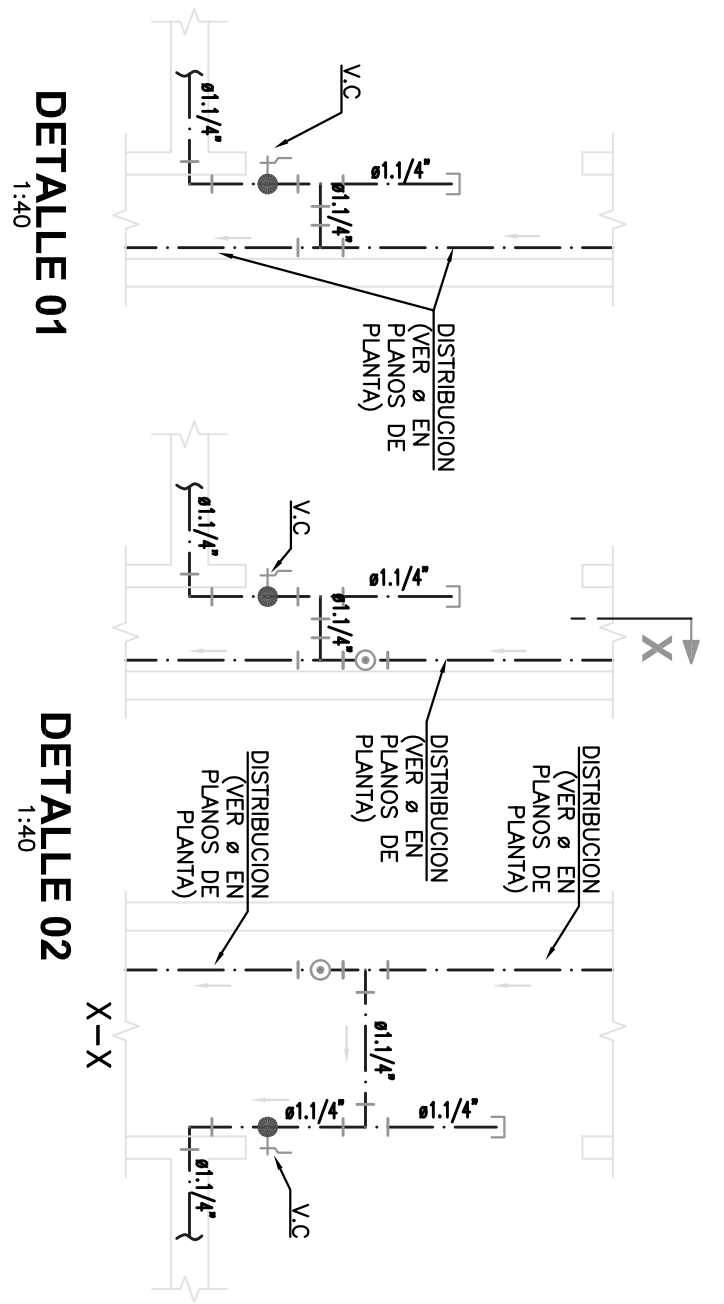 V.C
ø1.1/4"
ø1.1/4"
ø1.1/4"
DISTRIBUCION
(VER ø EN
PLANOS DE
PLANTA)
DETALLE 01
1:40
V.C
ø1.1/4"
ø1.1/4"
ø1.1/4"
X
DISTRIBUCION
(VER ø EN
PLANOS DE
PLANTA)
DETALLE 02
1:40
DISTRIBUCION
(VER ø EN
PLANOS DE
PLANTA)
DISTRIBUCION
(VER ø EN
PLANOS DE
PLANTA)
ø1.1/4"
ø1.1/4"
ø1.1/4"
ø1.1/4"
V.C
X-X